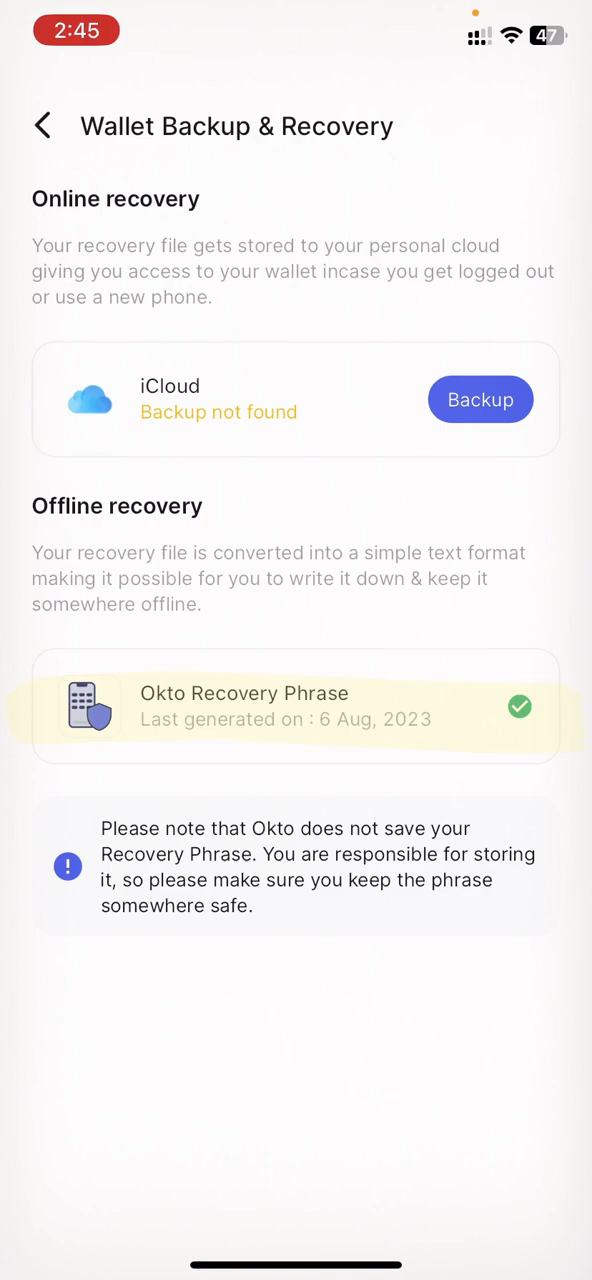 2:45
47
Wallet Backup & Recovery
Online recovery
Your recovery file gets stored to your personal cloud
giving you access to your wallet incase you get logged out
or use a new phone.
iCloud
Backup not found
Backup
Offline recovery
Your recovery file is converted into a simple text format
making it possible for you to write it down & keep it
somewhere offline.
Okto Recovery Phrase
Last generated on : 6 Aug, 2023
Please note that Okto does not save your
Recovery Phrase. You are responsible for storing
it, so please make sure you keep the phrase
somewhere safe.